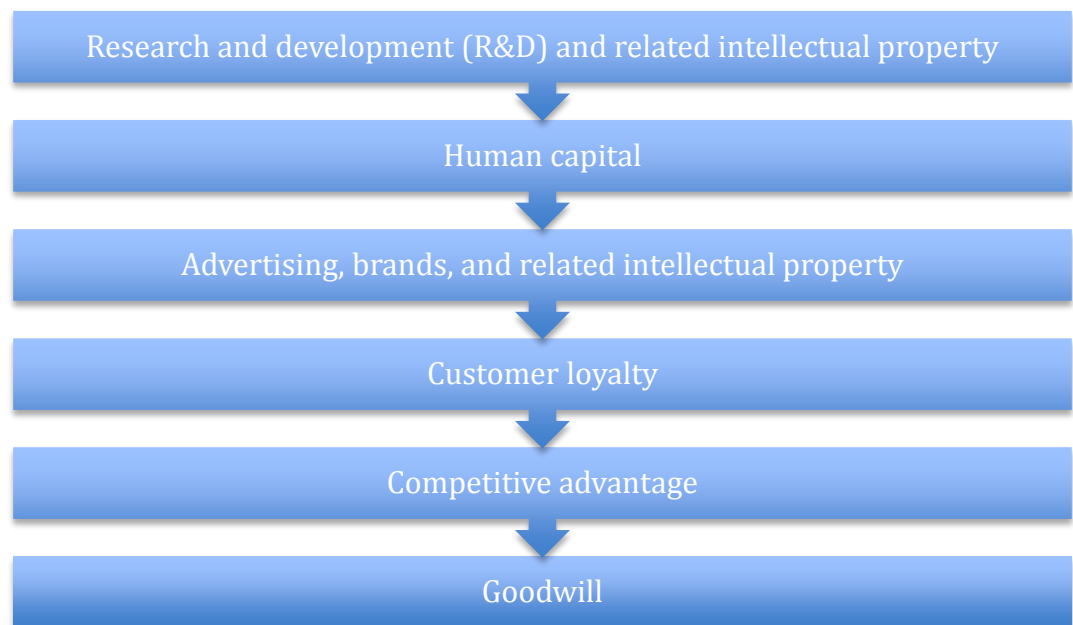 Research and development (R&D) and related intellectual property
Human capital
Advertising, brands, and related intellectual property
Customer loyalty
Competitive advantage
Goodwill